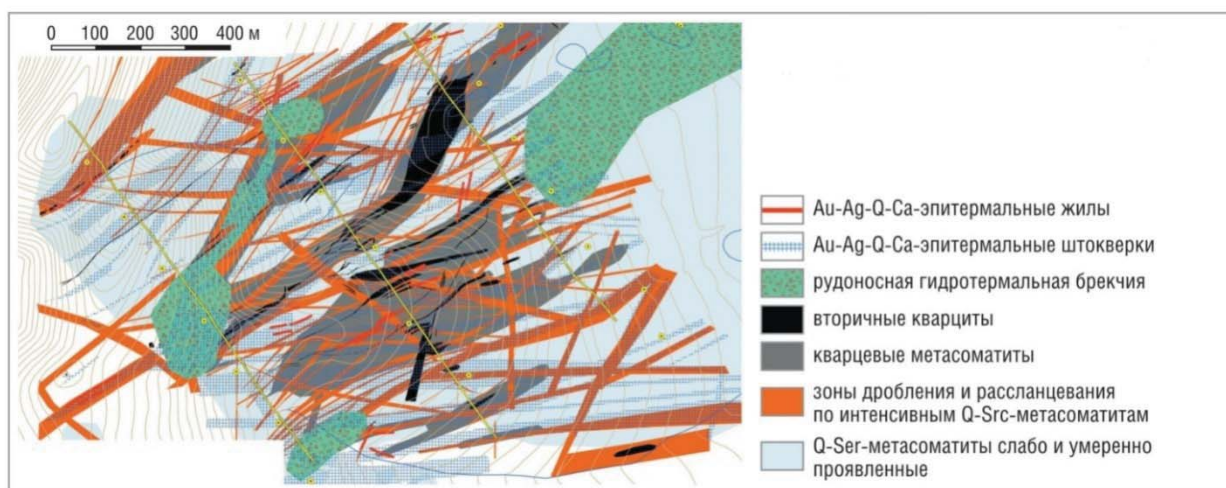 0 100 200 300 400 м
Au-Ag-Q-Ca-эпитермальные жилы
Au-Ag-Q-Ca-эпитермальные штокверки
рудоносная гидротермальная брекчия
вторичные кварциты
кварцевые метасоматиты
зоны дробления и рассланцевания
по интенсивным Q-Src-метасоматитам
Q-Ser-метасоматиты слабо и умеренно
проявленные